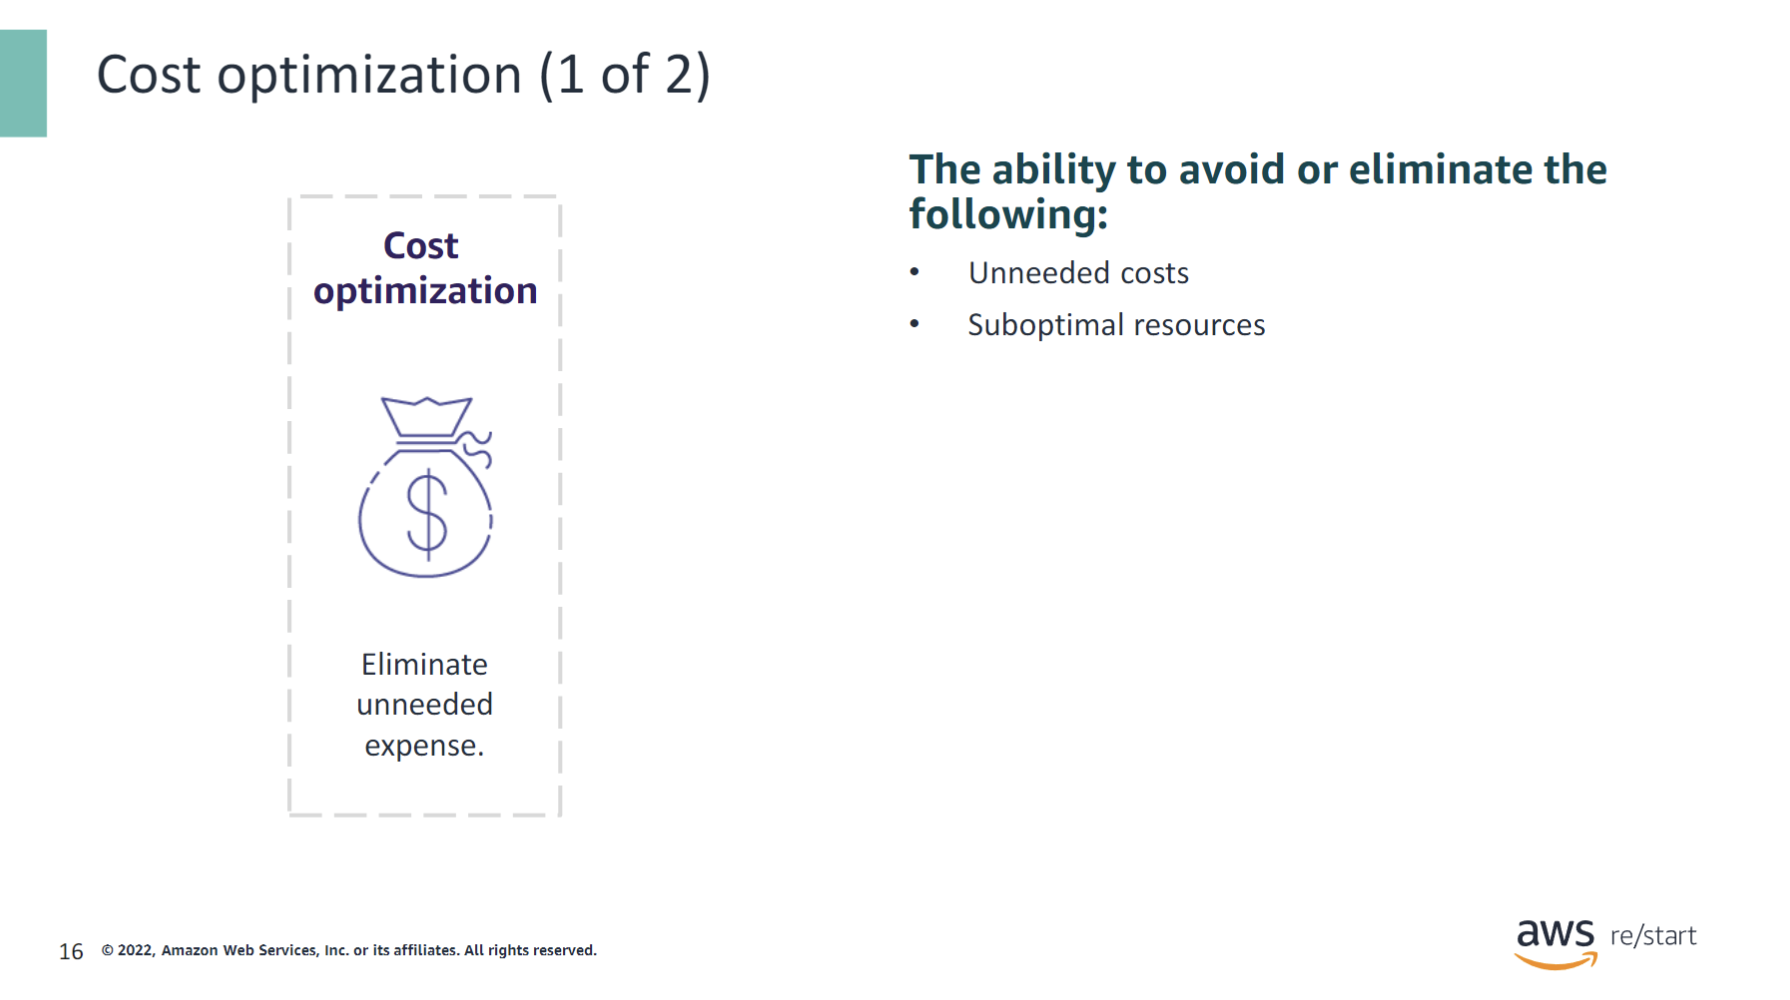 Cost optimization (1 of 2)
Cost
optimization
$
Eliminate
unneeded
expense.
The ability to avoid or eliminate the
following:
• Unneeded costs
• Suboptimal resources
16 © 2022, Amazon Web Services, Inc. or its affiliates. All rights reserved.
aws re/start